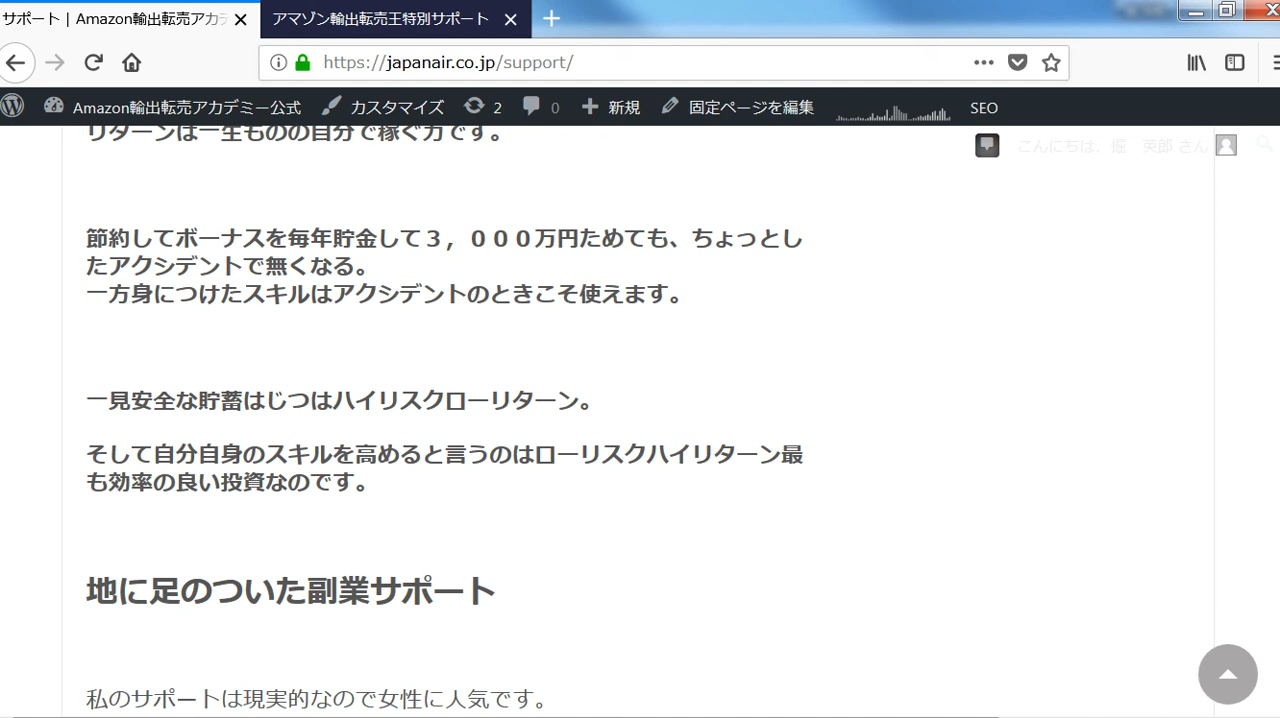 サポート | Amazon輸出転売アカデ
アマゾン輸出転売王特別サポート
https://japanair.co.jp/support/
Amazon輸出転売アカデミー公式
カスタマイズ
2
0
新規
固定ページを編集
SEO
こんにちは、堀 英郎 さん
リターンは一生ものの自分で稼ぐ力です。
節約してボーナスを毎年貯金して３，０００万円ためても、ちょっとし
たアクシデントで無くなる。
一方身につけたスキルはアクシデントのときこそ使えます。
一見安全な貯蓄はじつはハイリスクローリターン。
そして自分自身のスキルを高めると言うのはローリスクハイリターン最
も効率の良い投資なのです。
地に足のついた副業サポート
私のサポートは現実的なので女性に人気です。